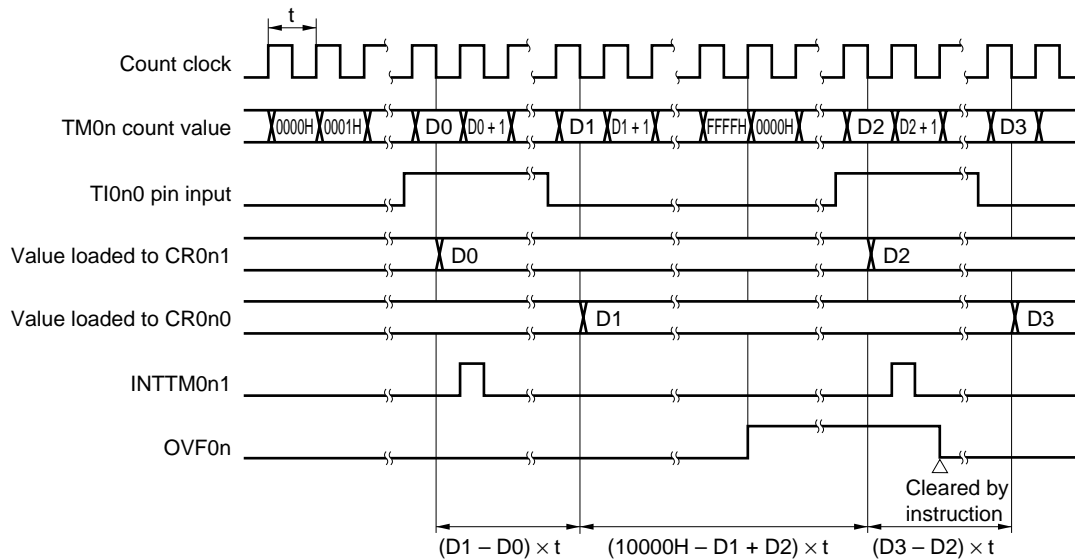 t
Count clock
TM0n count value
0000H 0001H D0 D0 + 1 D1 D1 + 1 FFFFH 0000H D2 D2 + 1 D3
TI0n0 pin input
Value loaded to CR0n1
D0 D2
Value loaded to CR0n0
D1 D3
INTTM0n1
OVF0n
Cleared by
instruction
(D1 – D0) × t (10000H – D1 + D2) × t (D3 – D2) × t